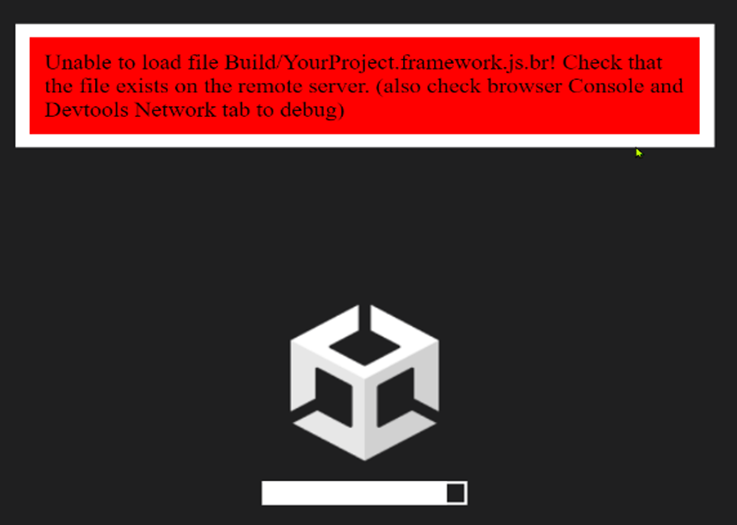 Unable to load file Build/YourProject.framework.js.br! Check that
the file exists on the remote server. (also check browser Console and
Devtools Network tab to debug)